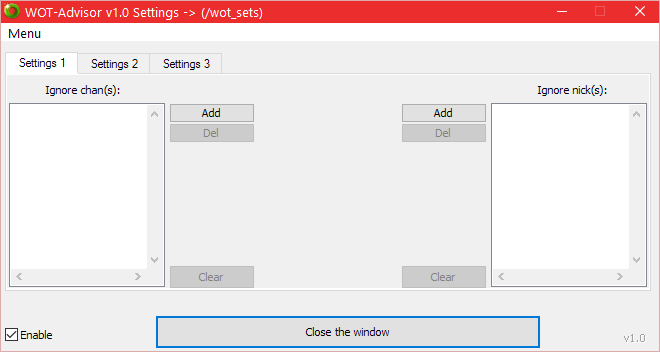 WOT-Advisor v1.0 Settings -> (/wot_sets)
Menu
Settings 1 Settings 2 Settings 3
Ignore chan(s): Ignore nick(s):
Add Add
Del Del
Clear Clear
Enable Close the window v1.0